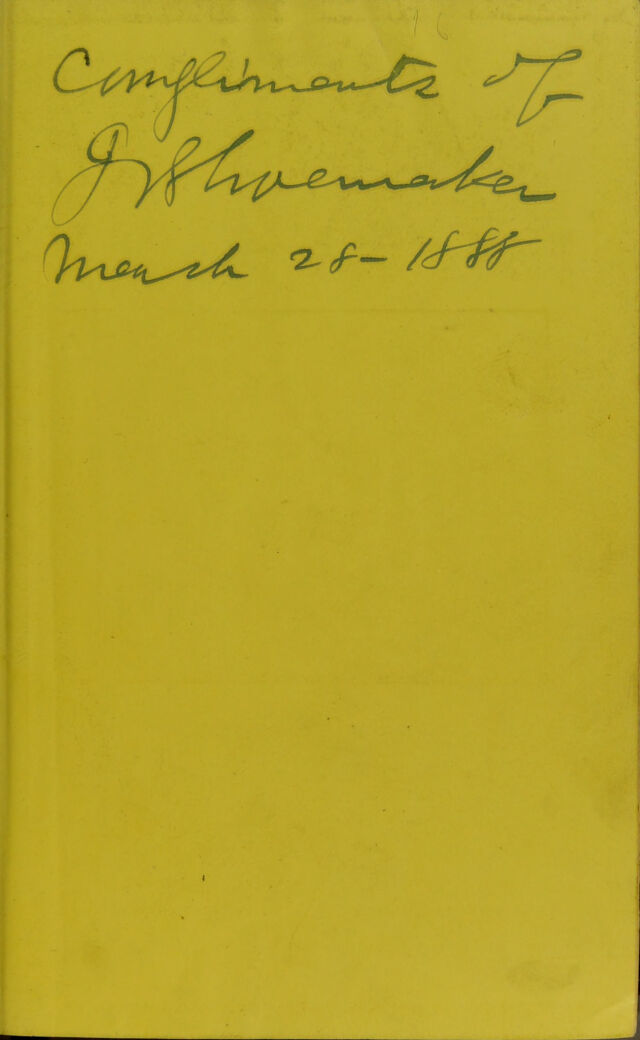 Compliments of
J V Shoemaker
March 28 - 1888